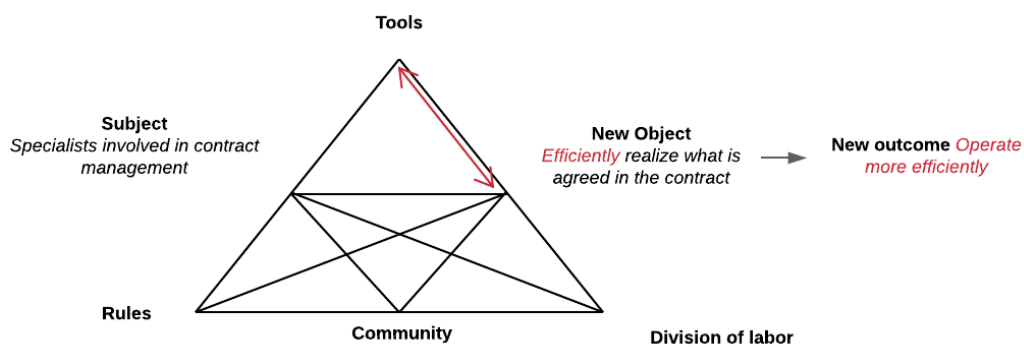 Tools
Subject
Specialists involved in contract
management
New Object
Efficiently realize what is
agreed in the contract
New outcome Operate
more efficiently
Rules
Community
Division of labor